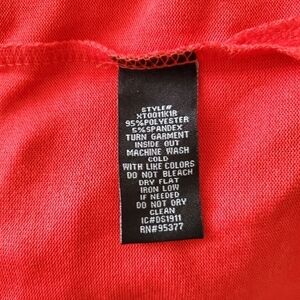 STYLE#
XT0011K1R
95%POLYESTER
5%SPANDEX
TURN GARMENT
INSIDE OUT
MACHINE WASH
COLD
WITH LIKE COLORS
DO NOT BLEACH
DRY FLAT
IRON LOW
IF NEEDED
DO NOT DRY
CLEAN
IC#DS1911
RN#95377